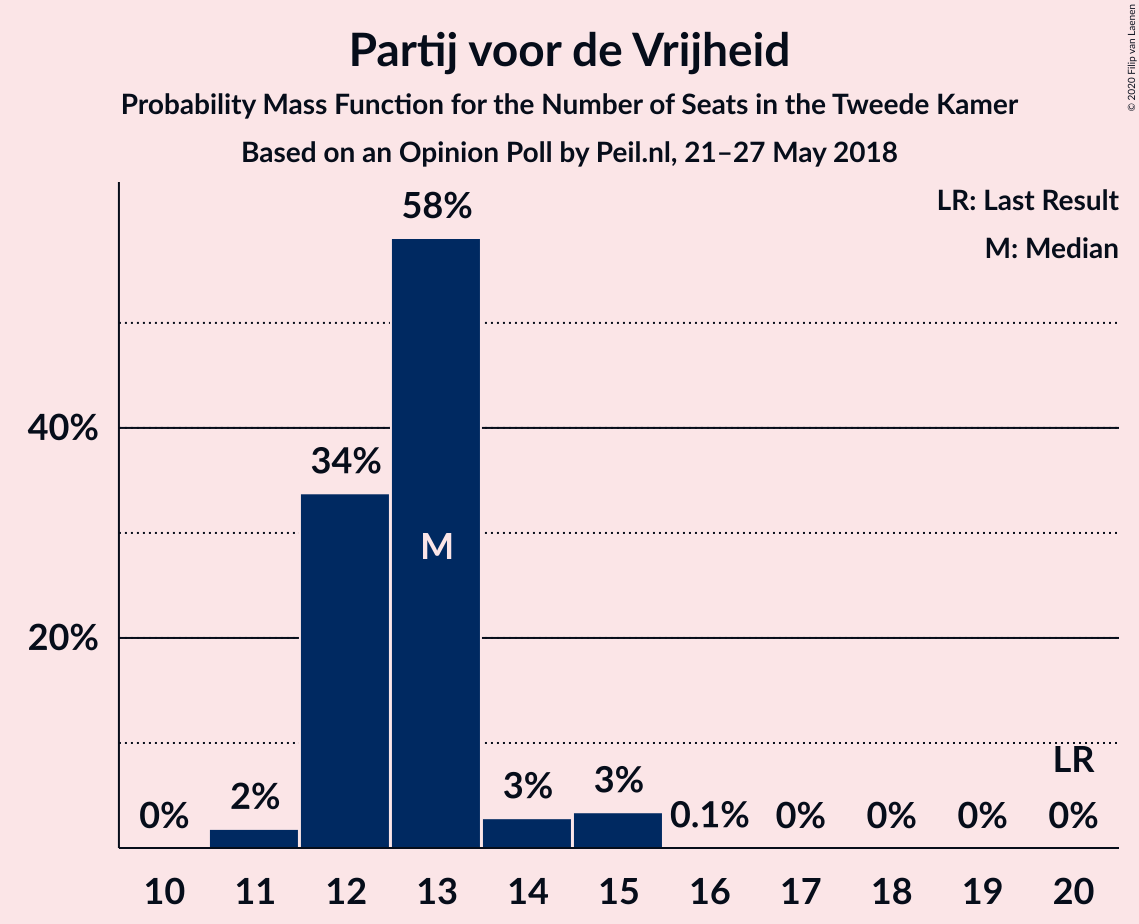 Partij voor de Vrijheid
Probability Mass Function for the Number of Seats in the Tweede Kamer
Based on an Opinion Poll by Peil.nl, 21–27 May 2018
© 2020 Filip van Laenen
LR: Last Result
M: Median
58%
40%
34%
M
20%
LR
0% 2% 3% 3% 0.1% 0% 0% 0% 0%
10 11 12 13 14 15 16 17 18 19 20